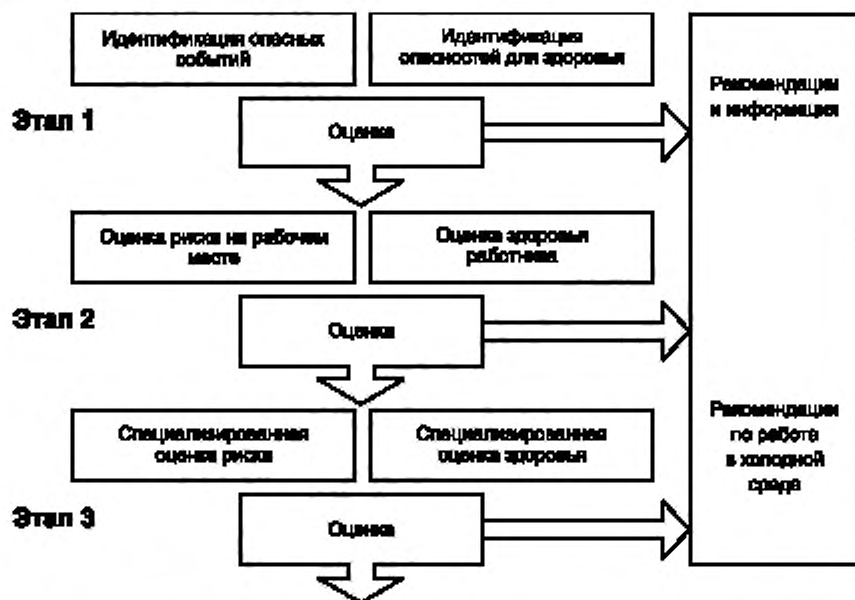 Идентификация опасных
событий
Идентификация
опасностей для здоровья
Рекомендации
и информация
Этап 1
Оценка
Оценка риска на рабочем
месте
Оценка здоровья
работника
Этап 2
Оценка
Рекомендации
по работе
в холодной
среде
Специализированная
оценка риска
Специализированная
оценка здоровья
Этап 3
Оценка